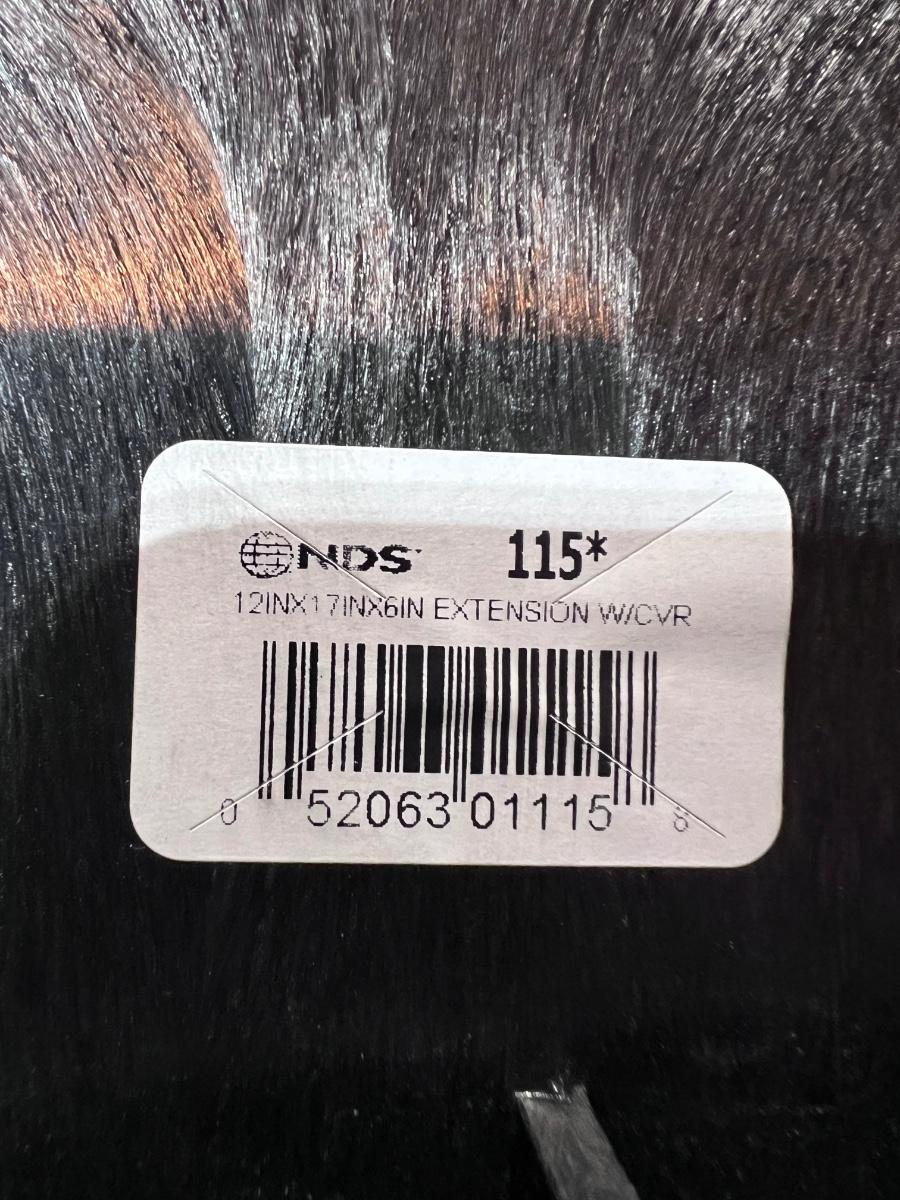 NDS 115*
12INX17INX6IN EXTENSION W/CVR
0 52063 01115 8